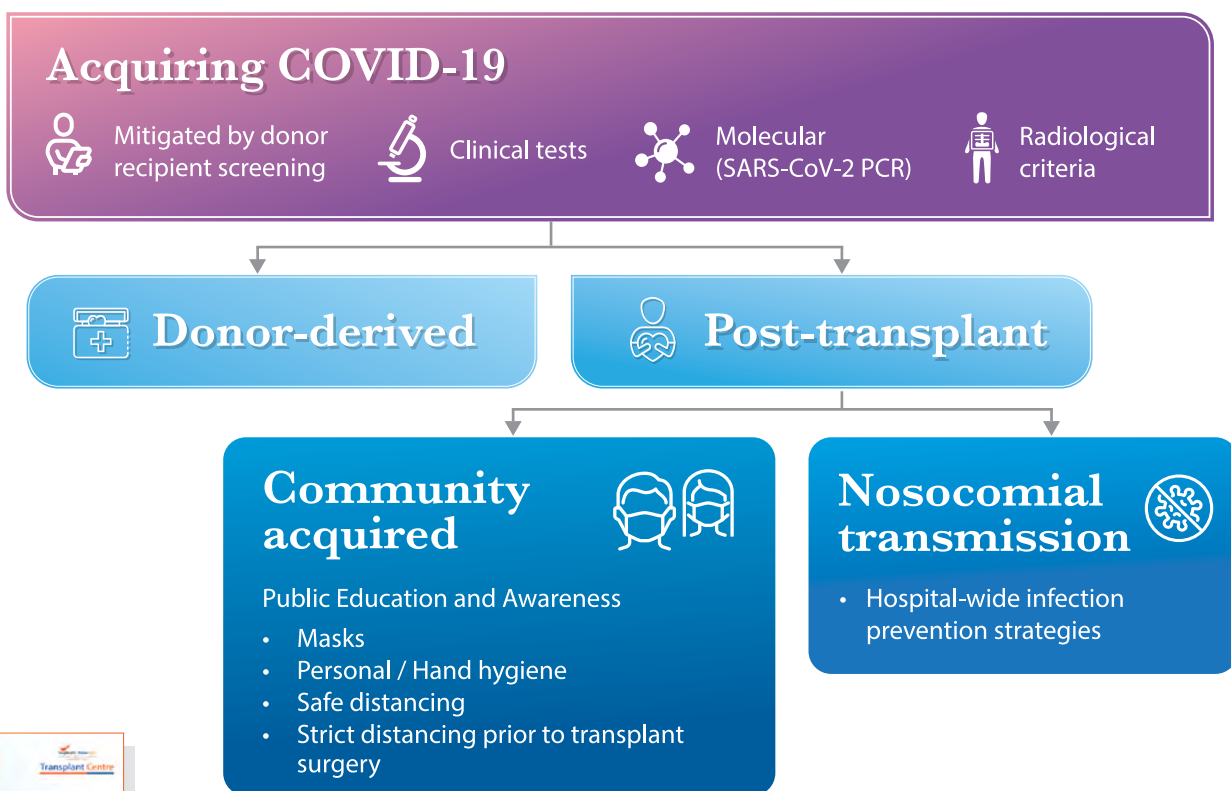 Acquiring COVID-19
Mitigated by donor
recipient screening
Clinical tests
Molecular
(SARS-CoV-2 PCR)
Radiological
criteria
Donor-derived
Post-transplant
Community
acquired
Public Education and Awareness
• Masks
• Personal / Hand hygiene
• Safe distancing
• Strict distancing prior to transplant
surgery
Nosocomial
transmission
• Hospital-wide infection
prevention strategies
Transplant Centre